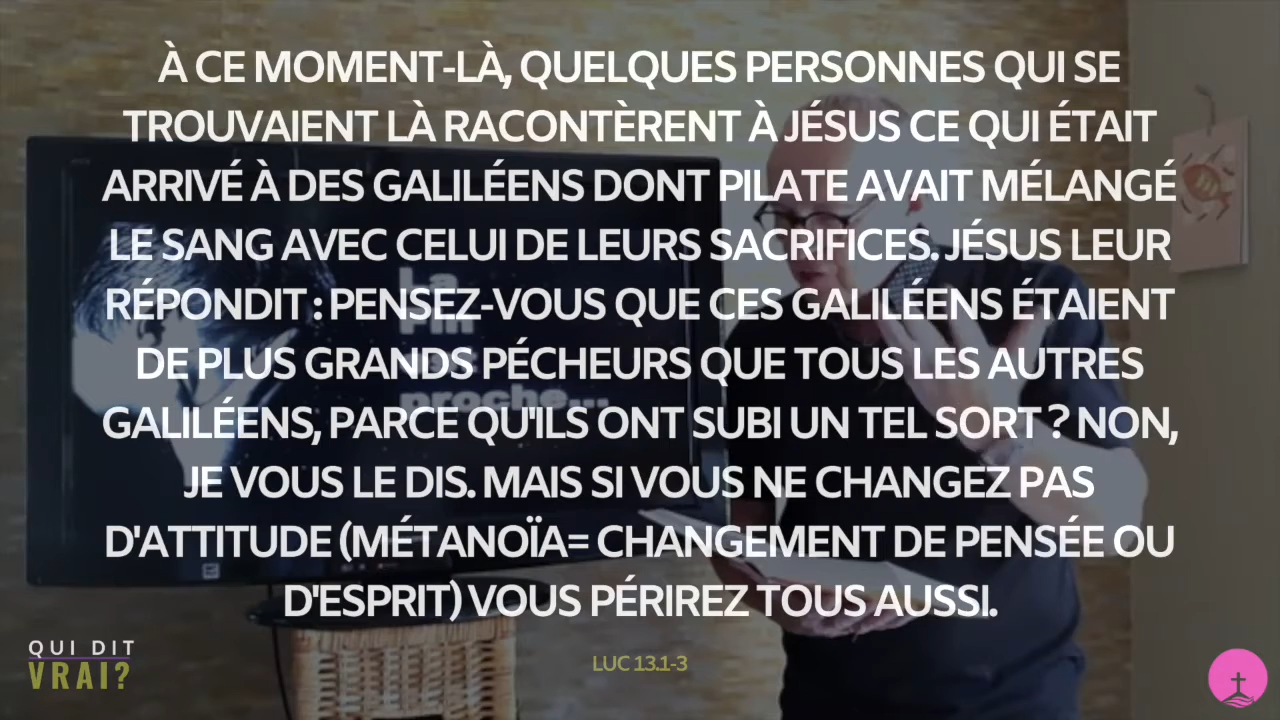 À CE MOMENT-LÀ, QUELQUES PERSONNES QUI SE
TROUVAIENT LÀ RACONTÈRENT À JÉSUS CE QUI ÉTAIT
ARRIVÉ À DES GALILÉENS DONT PILATE AVAIT MÉLANGÉ
LE SANG AVEC CELUI DE LEURS SACRIFICES. JÉSUS LEUR
RÉPONDIT : PENSEZ-VOUS QUE CES GALILÉENS ÉTAIENT
DE PLUS GRANDS PÉCHEURS QUE TOUS LES AUTRES
GALILÉENS, PARCE QU'ILS ONT SUBI UN TEL SORT ? NON,
JE VOUS LE DIS. MAIS SI VOUS NE CHANGEZ PAS
D'ATTITUDE (MÉTANOÏA= CHANGEMENT DE PENSÉE OU
D'ESPRIT) VOUS PÉRIREZ TOUS AUSSI.
LUC 13.1-3
La
fin
proche...
QUI DIT
VRAI?